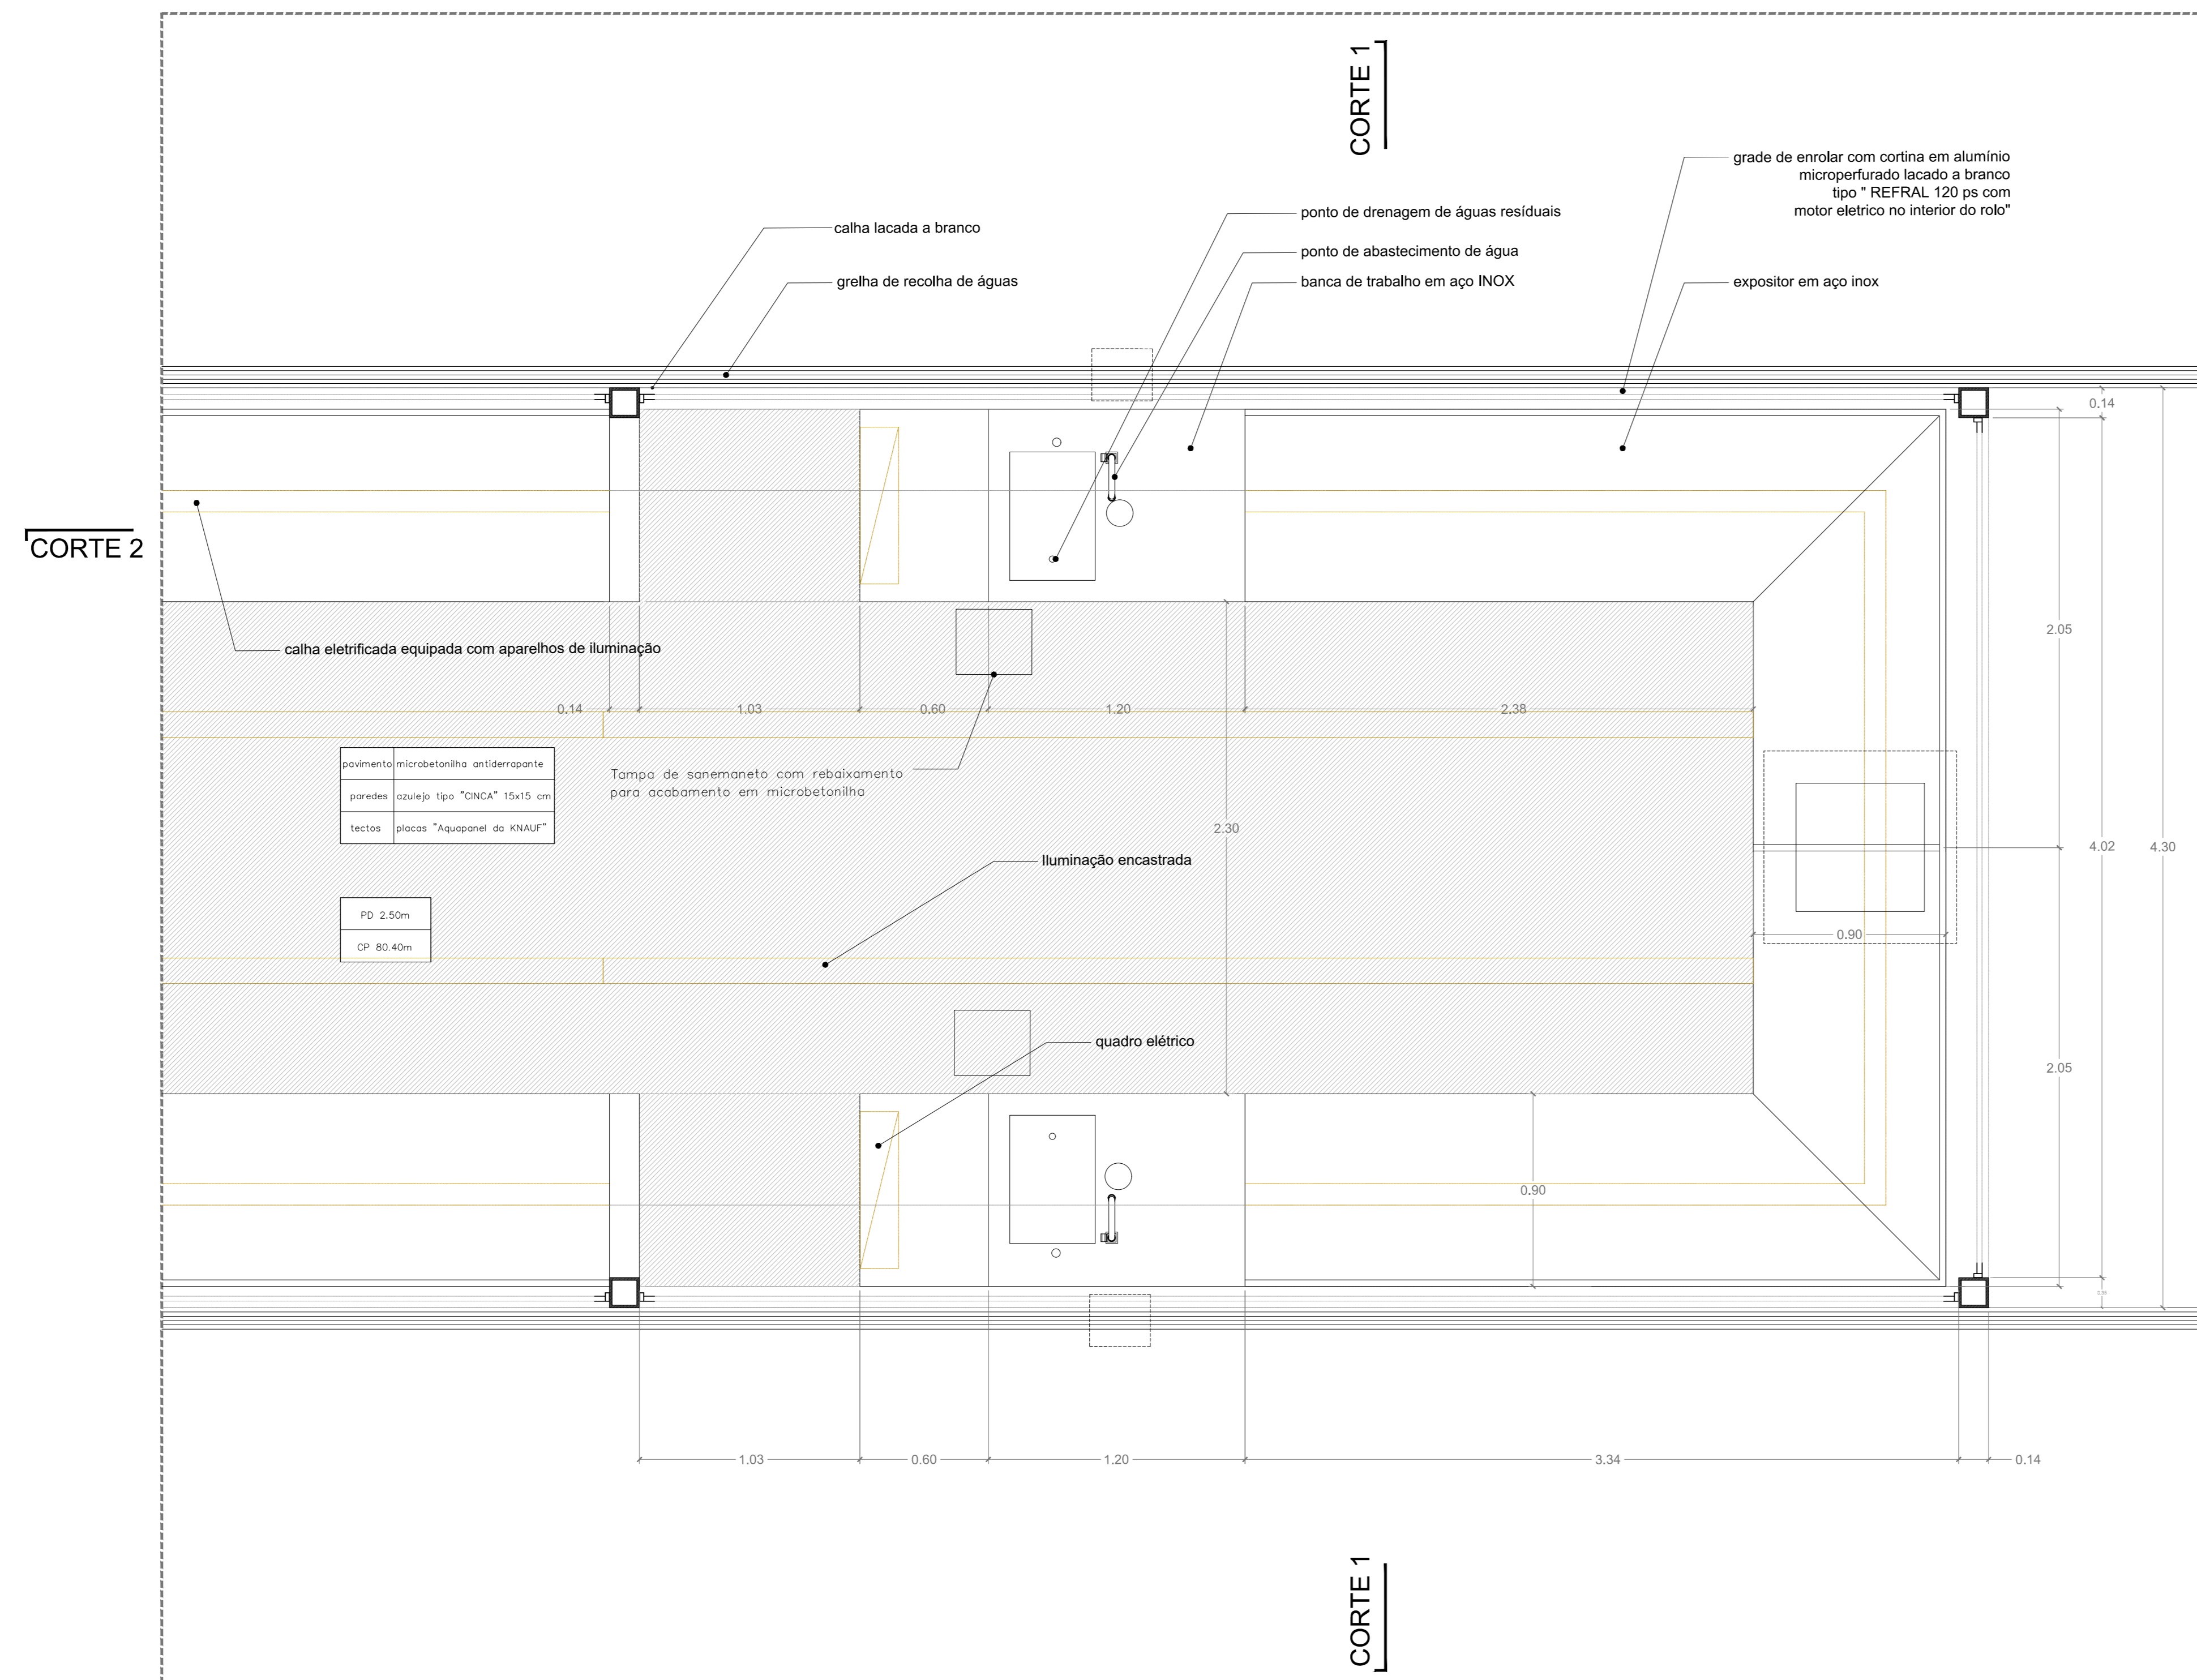 CORTE 1
grade de enrolar com cortina em alumínio
microperfurado lacado a branco
tipo " REFRAL 120 ps com
motor eletrico no interior do rolo"
ponto de drenagem de águas resíduais
calha lacada a branco
ponto de abastecimento de água
grelha de recolha de águas
banca de trabalho em aço INOX
expositor em aço inox
0.14
CORTE 2
2.05
calha eletrificada equipada com aparelhos de iluminação
0.14
1.03
0.60
1.20
2.38
pavimento microbetonilha antiderrapante
paredes azulejo tipo "CINCA" 15x15 cm
tectos placas "Aquapanel da KNAUF"
Tampa de sanemaneto com rebaixamento
para acabamento em microbetonilha
2.30
4.02
4.30
Iluminação encastrada
PD 2.50m
CP 80.40m
0.90
quadro elétrico
2.05
0.90
1.03
0.60
1.20
3.34
0.14
CORTE 1